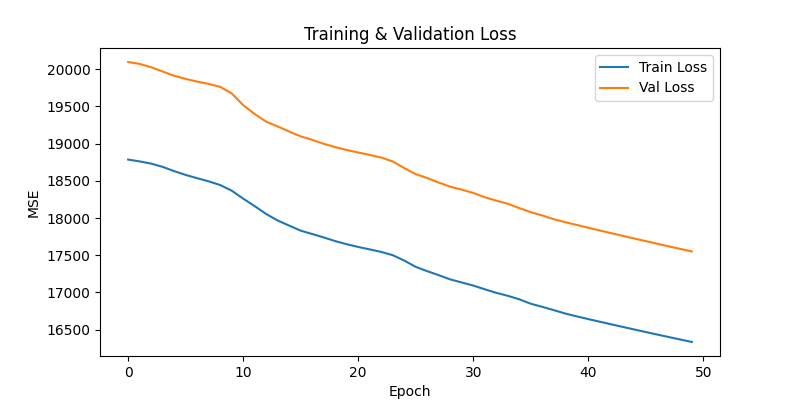 Training & Validation Loss
Train Loss
Val Loss
20000
19500
19000
18500
18000
17500
17000
16500
MSE
0 10 20 30 40 50
Epoch